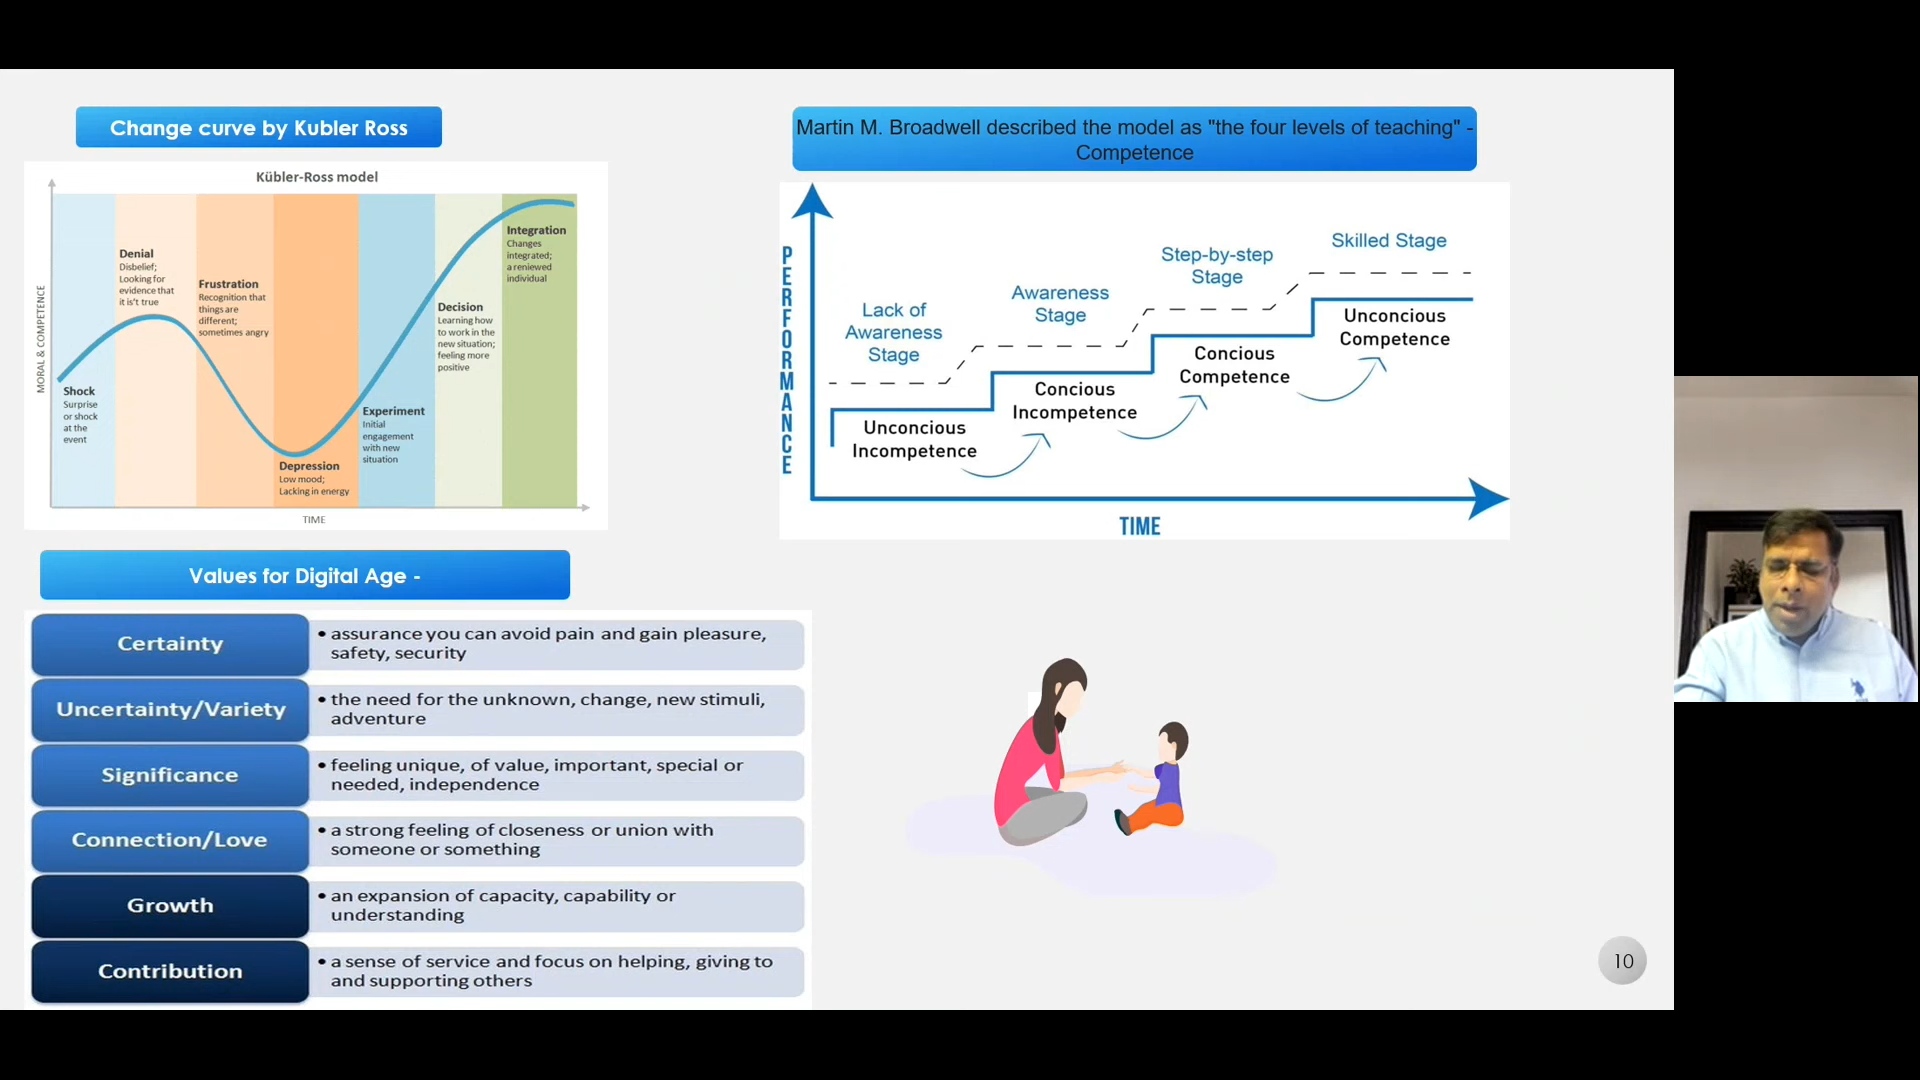 Change curve by Kubler Ross
Kübler-Ross model
MORAL & COMPETENCE
Shock
Surprise
or shock
at the
event
Denial
Disbelief;
Looking for
evidence that
it is't true
Frustration
Recognition that
things are
different;
sometimes angry
Depression
Low mood;
Lacking in energy
Experiment
Initial
engagement
with new
situation
Decision
Learning how
to work in the
new situation;
feeling more
positive
Integration
Changes
integrated;
a reniewed
individual
TIME
Martin M. Broadwell described the model as "the four levels of teaching" -
Competence
PERFORMANCE
Lack of
Awareness
Stage
Awareness
Stage
Step-by-step
Stage
Skilled Stage
Unconcious
Incompetence
Concious
Incompetence
Concious
Competence
Unconcious
Competence
TIME
Values for Digital Age -
Certainty
• assurance you can avoid pain and gain pleasure,
safety, security
Uncertainty/Variety
• the need for the unknown, change, new stimuli,
adventure
Significance
• feeling unique, of value, important, special or
needed, independence
Connection/Love
• a strong feeling of closeness or union with
someone or something
Growth
• an expansion of capacity, capability or
understanding
Contribution
• a sense of service and focus on helping, giving to
and supporting others
10